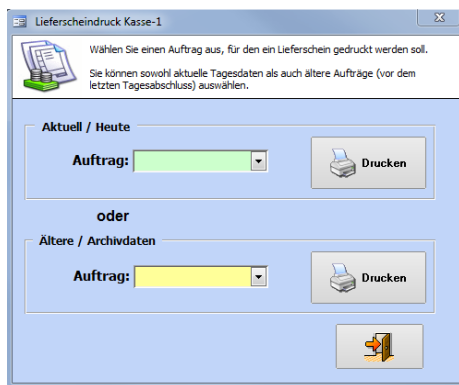 Lieferscheindruck Kasse-1
Wählen Sie einen Auftrag aus, für den ein Lieferschein gedruckt werden soll.
Sie können sowohl aktuelle Tagesdaten als auch ältere Aufträge (vor dem
letzten Tagesabschluss) auswählen.
Aktuell / Heute
Auftrag:
Drucken
oder
Ältere / Archivdaten
Auftrag:
Drucken